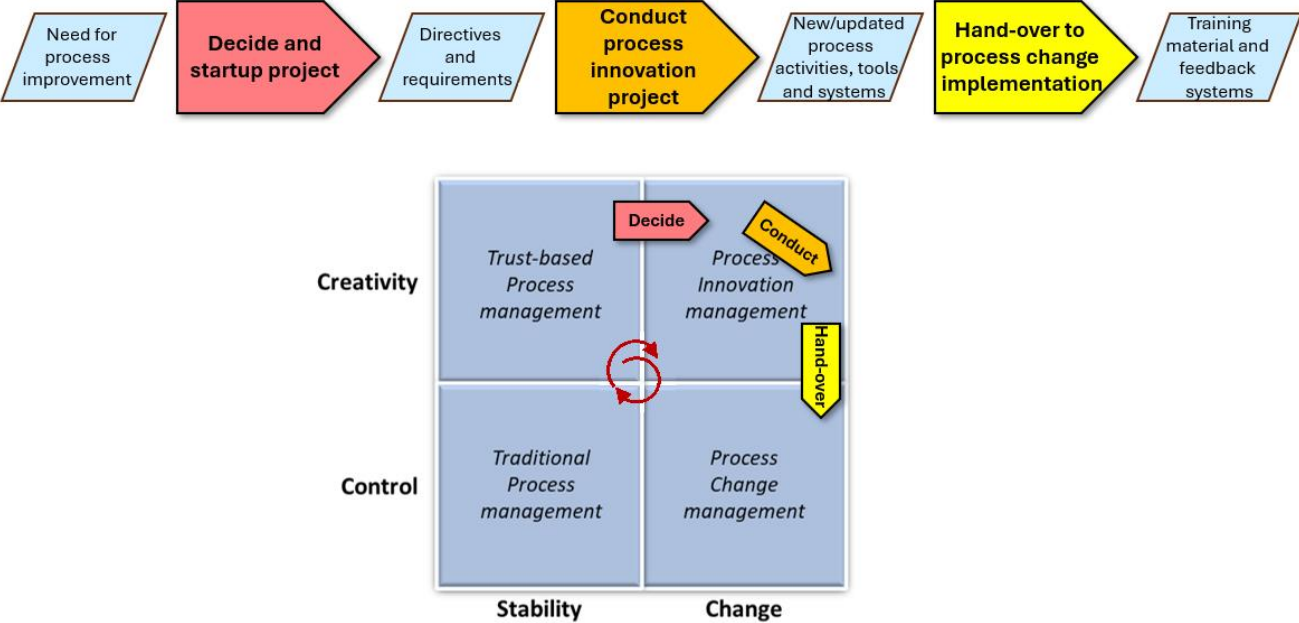 Need for
process
improvement
Decide and
startup project
Directives
and
requirements
Conduct
process
innovation
project
New/updated
process
activities, tools
and systems
Hand-over to
process change
implementation
Training
material and
feedback
systems
Creativity
Trust-based
Process
management
Decide
Process
Innovation
management
Conduct
Hand-over
Control
Traditional
Process
management
Process
Change
management
Stability
Change